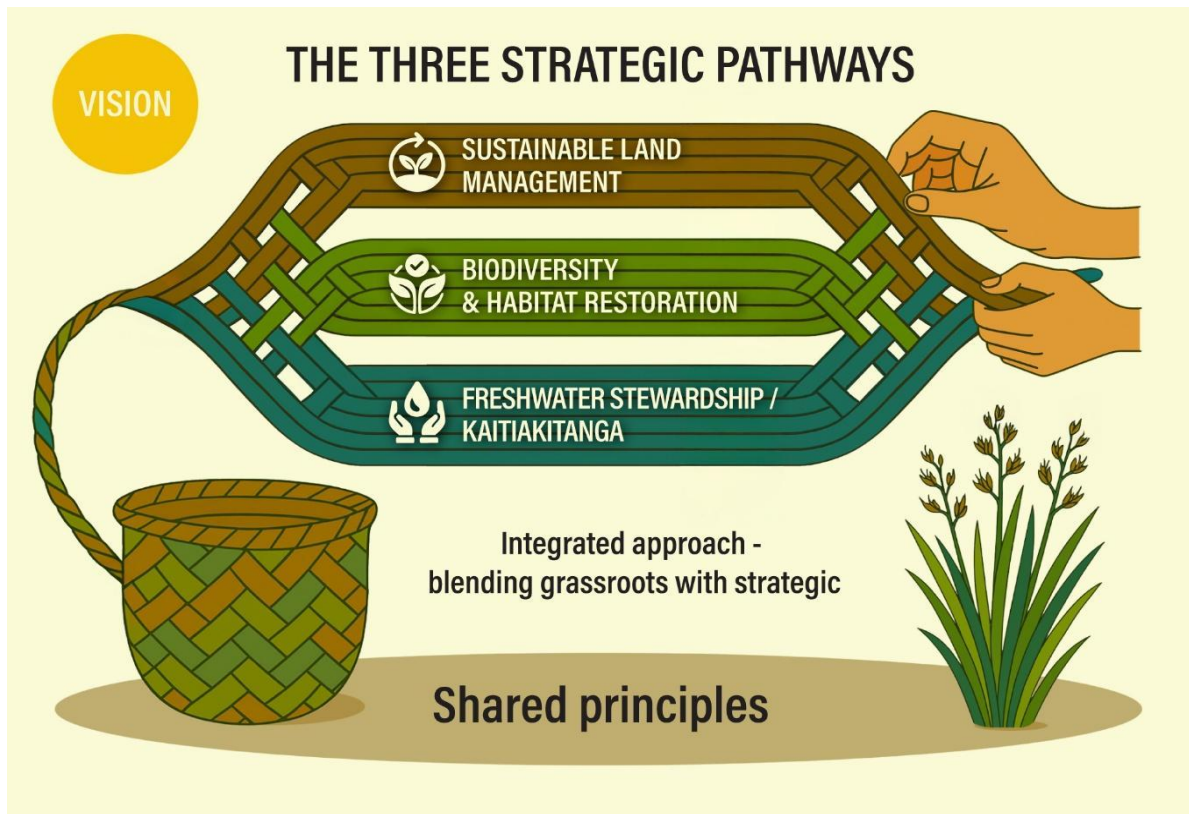 VISION
THE THREE STRATEGIC PATHWAYS
SUSTAINABLE LAND
MANAGEMENT
BIODIVERSITY
& HABITAT RESTORATION
FRESHWATER STEWARDSHIP /
KAITIAKITANGA
Integrated approach -
blending grassroots with strategic
Shared principles